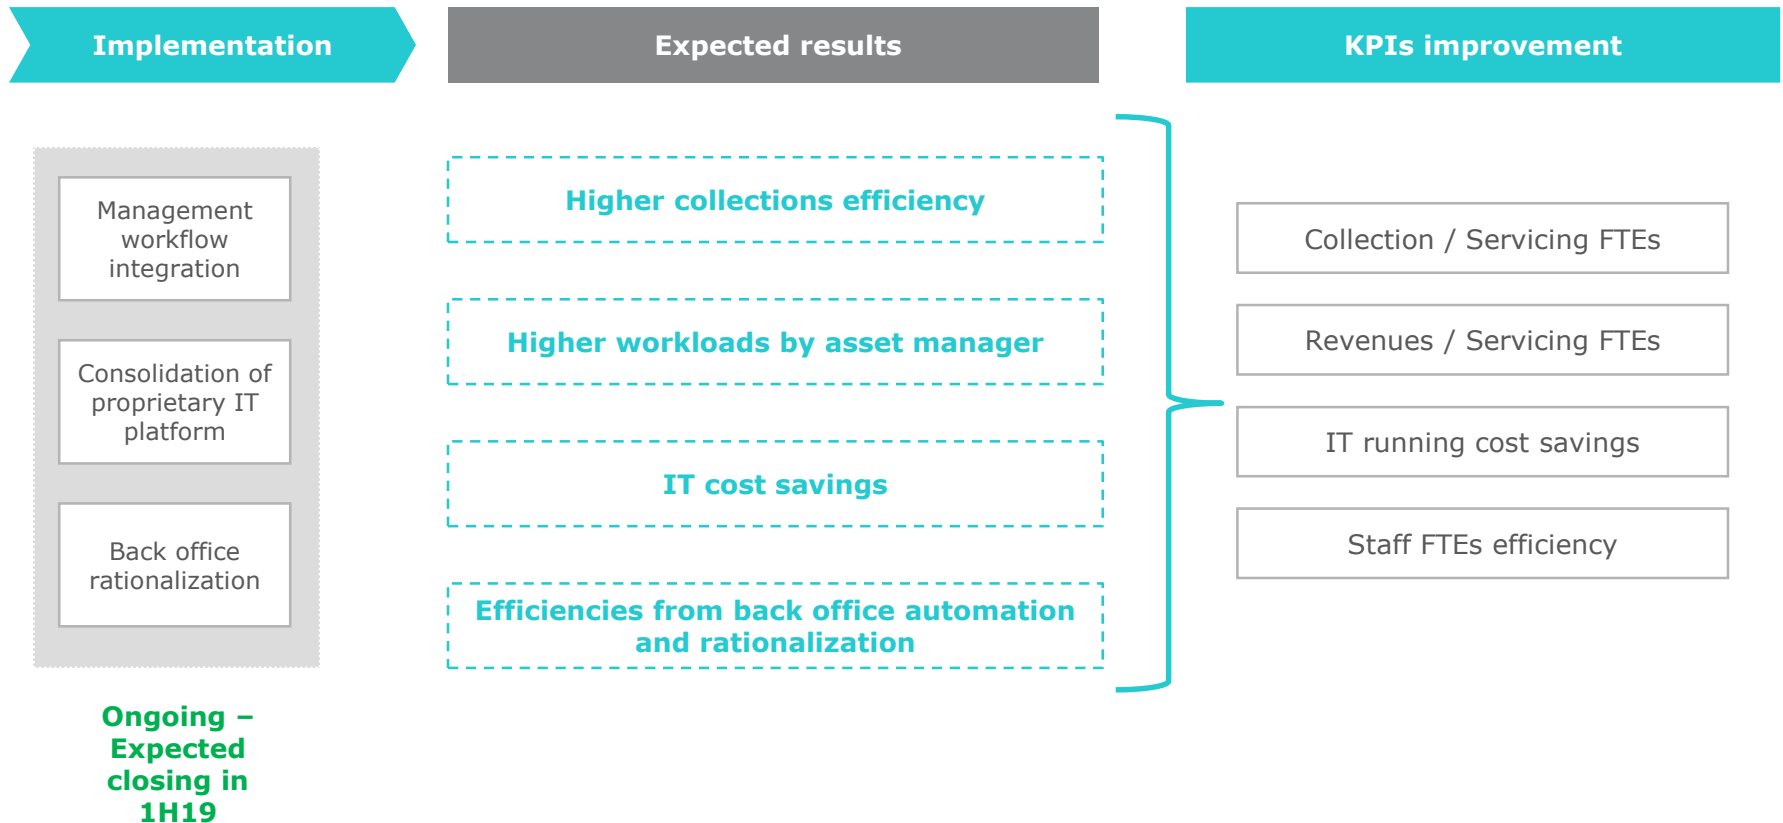 Implementation
Expected results
KPIs improvement
Management
workflow
integration
Consolidation of
proprietary IT
platform
Back office
rationalization
Ongoing –
Expected
closing in
1H19
Higher collections efficiency
Higher workloads by asset manager
IT cost savings
Efficiencies from back office automation
and rationalization
Collection / Servicing FTEs
Revenues / Servicing FTEs
IT running cost savings
Staff FTEs efficiency